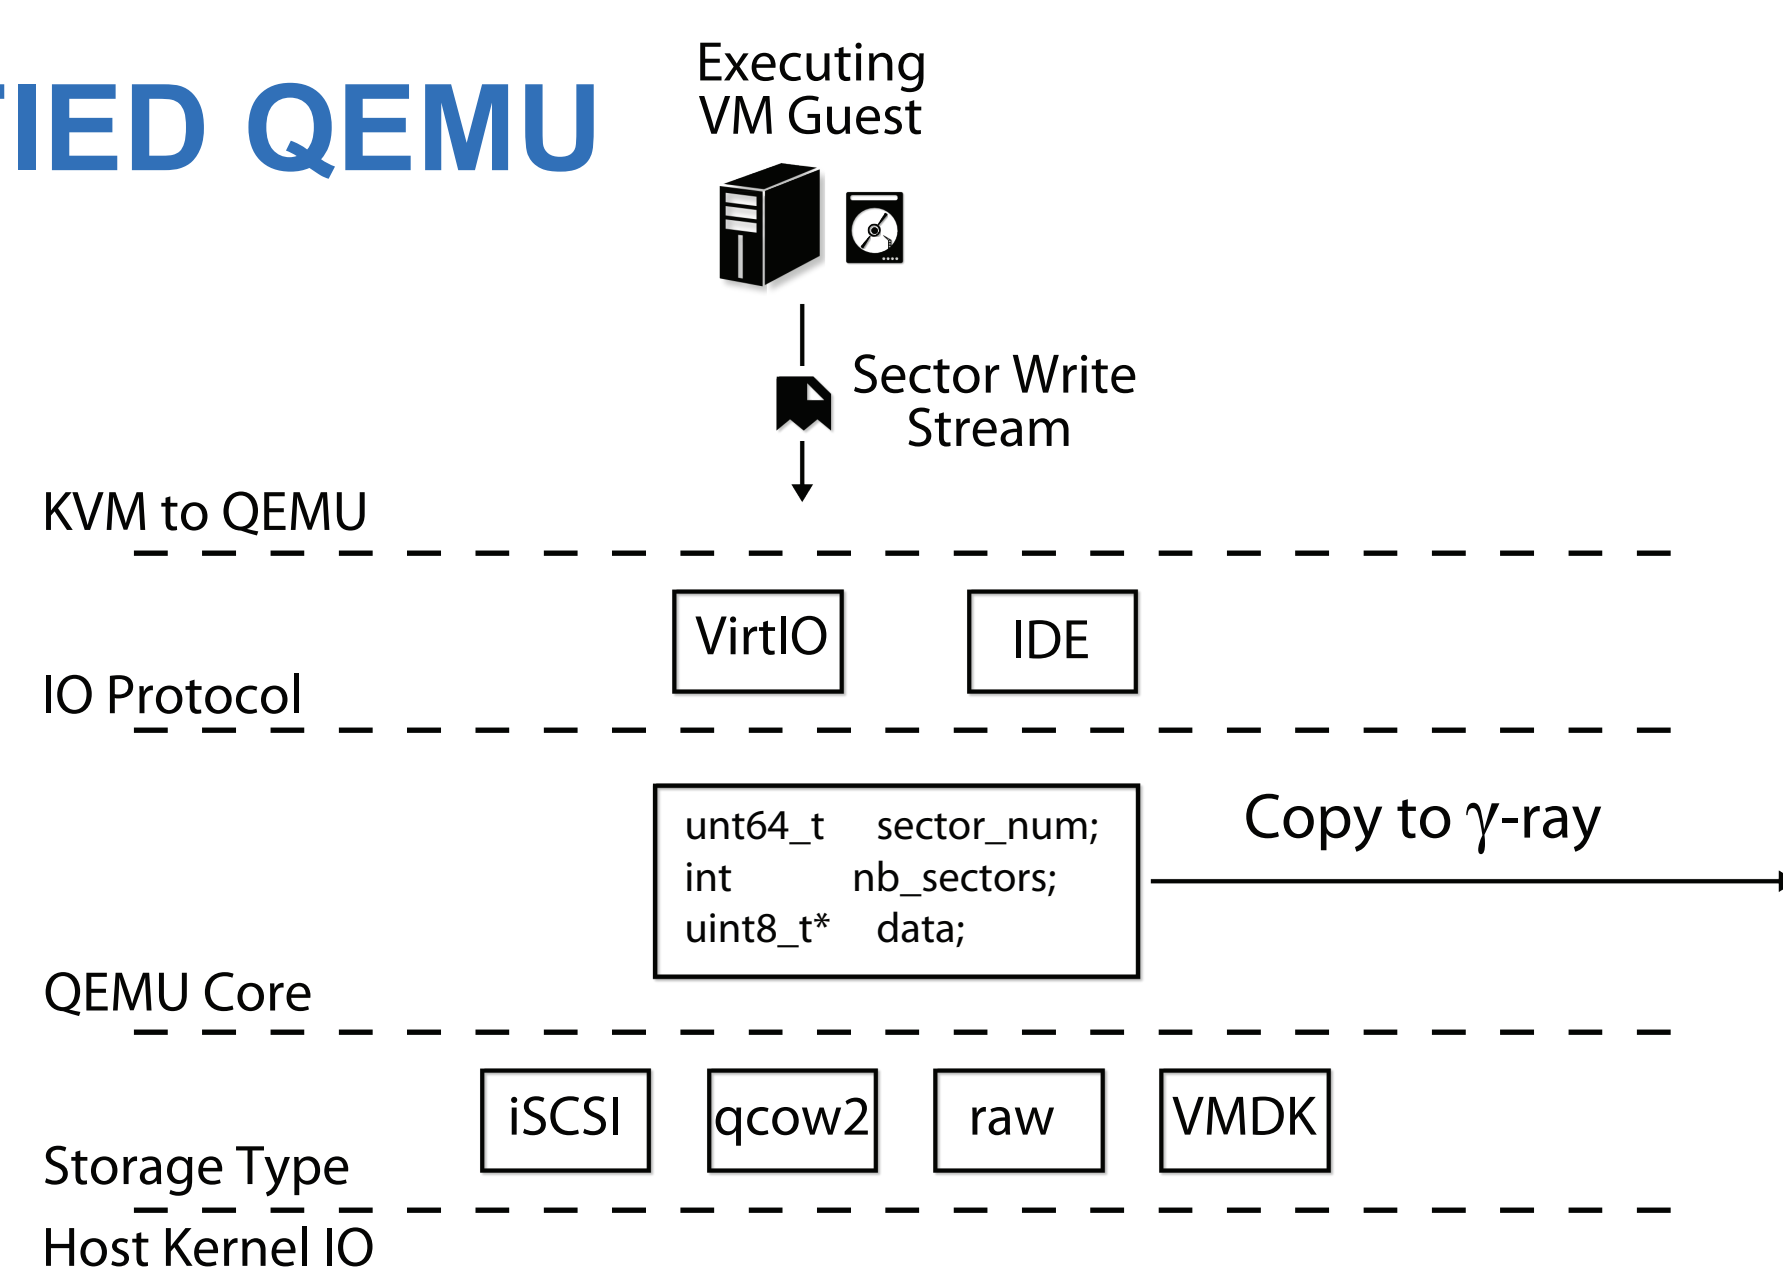 TIED QEMU
Executing
VM Guest
Sector Write
Stream
KVM to QEMU
VirtIO
IDE
IO Protocol
unt64_t sector_num;
int nb_sectors;
uint8_t* data;
Copy to γ-ray
QEMU Core
iSCSI
qcow2
raw
VMDK
Storage Type
Host Kernel IO